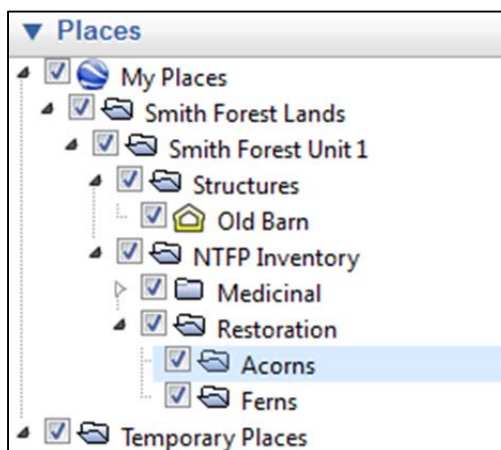 Places
My Places
Smith Forest Lands
Smith Forest Unit 1
Structures
Old Barn
NTFP Inventory
Medicinal
Restoration
Acorns
Ferns
Temporary Places